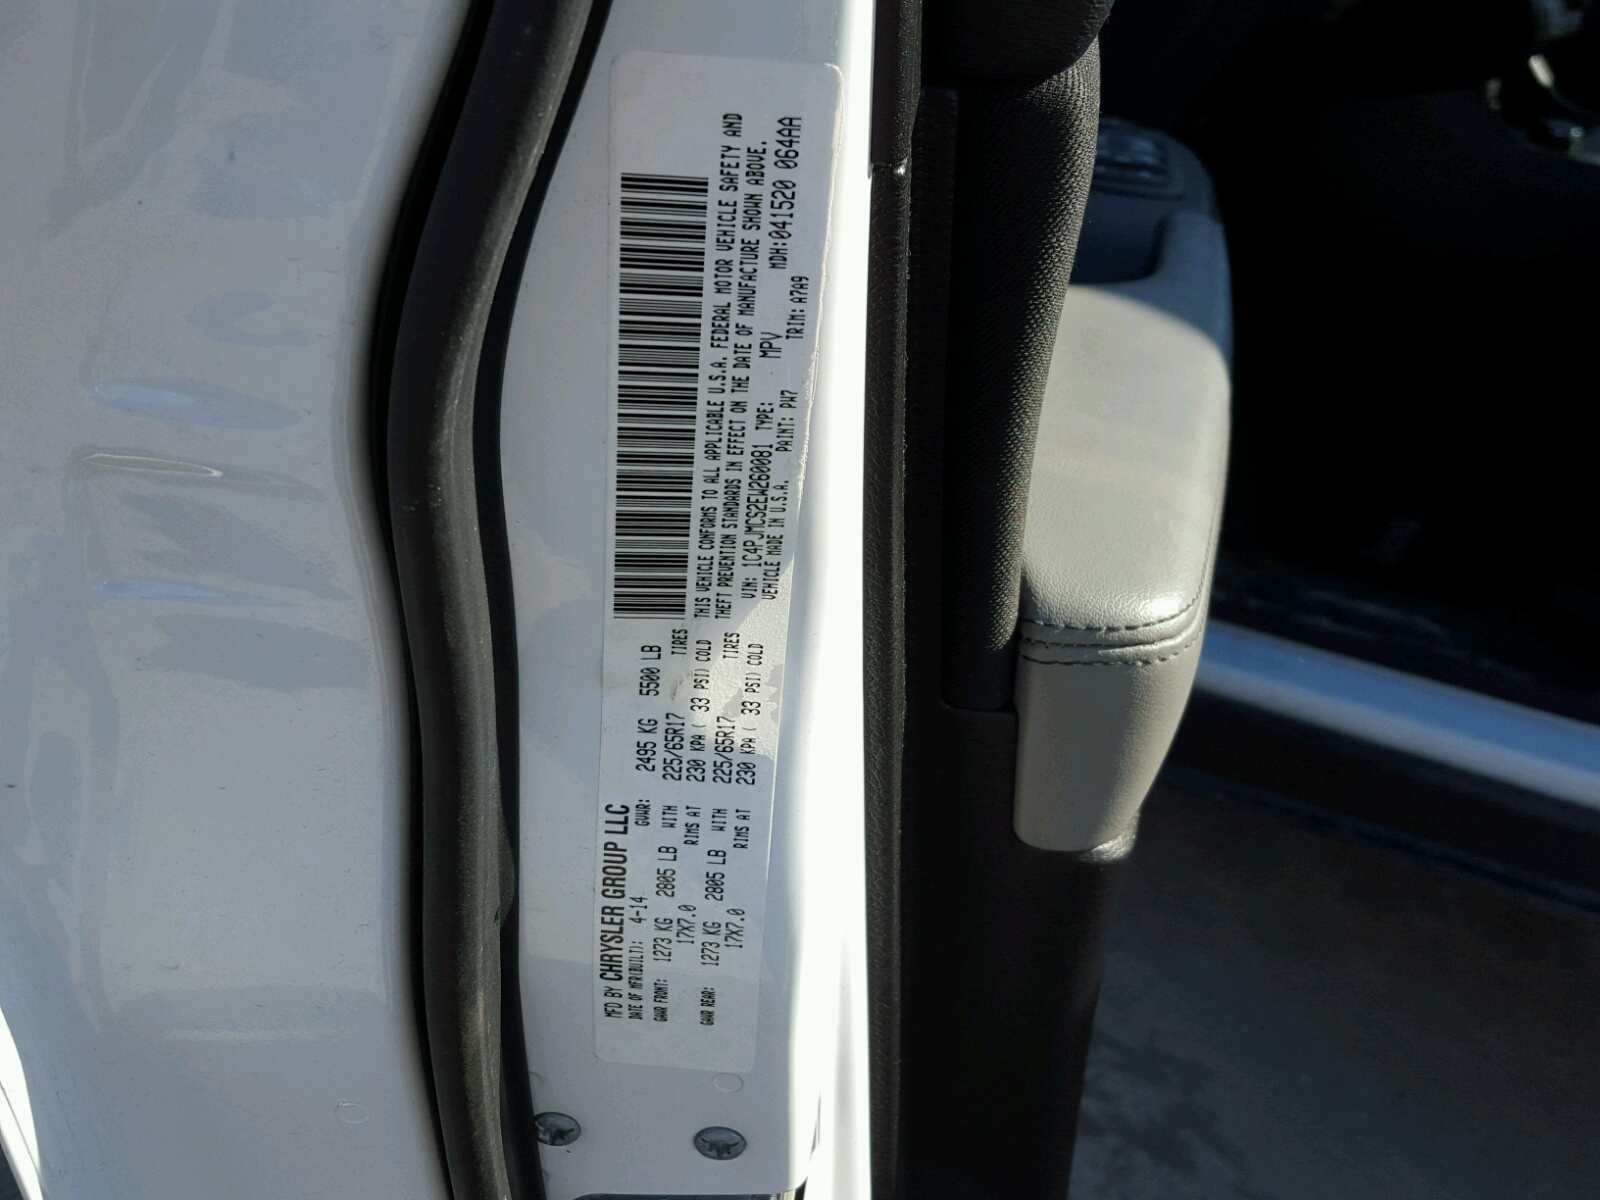 MFD BY CHRYSLER GROUP LLC
DATE OF MFR(BUILT): 4-14 GVWR: 2495 KG 5500 LB
GAWR FRONT: 1273 KG 2805 LB WITH 225/65R17 TIRES
17X7.0 RIMS AT 230 KPA ( 33 PSI) COLD
GAWR REAR: 1273 KG 2805 LB WITH 225/65R17 TIRES
17X7.0 RIMS AT 230 KPA ( 33 PSI) COLD
THIS VEHICLE CONFORMS TO ALL APPLICABLE U.S.A. FEDERAL MOTOR VEHICLE SAFETY AND
THEFT PREVENTION STANDARDS IN EFFECT ON THE DATE OF MANUFACTURE SHOWN ABOVE.
VIN: 1C4PJMCS2EW260081 TYPE: MPV MDH:041520 064AA
VEHICLE MADE IN U.S.A. PAINT: PW7 TRIM: A7A9